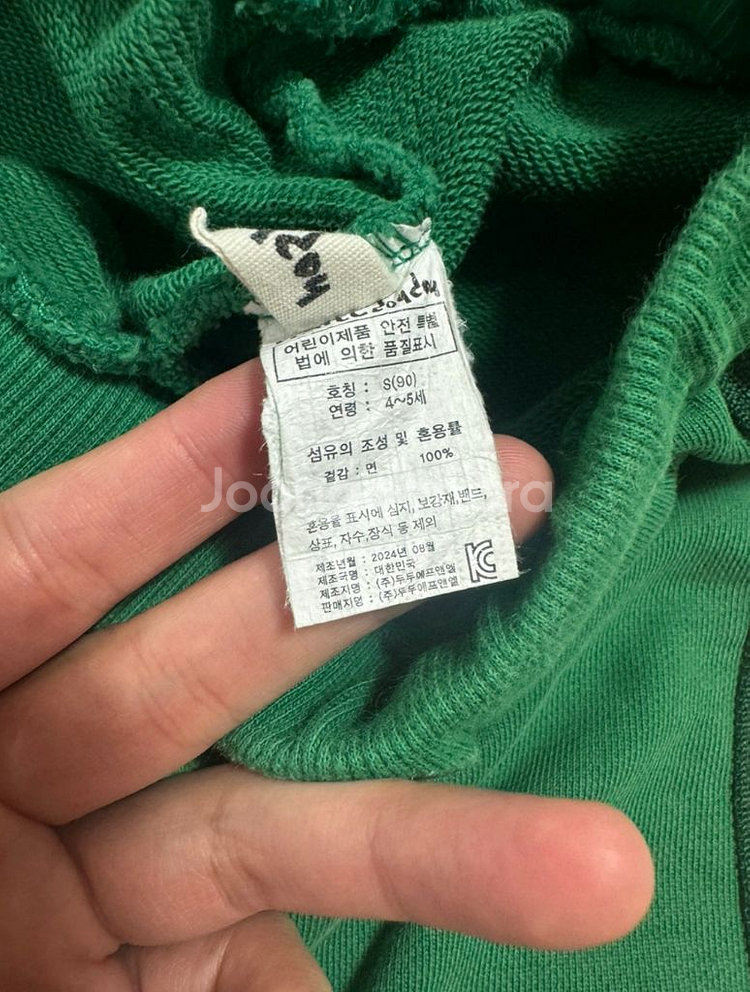 어린이제품 안전 특별
법에 의한 품질표시
호칭 : S(90)
연령 : 4~5세
섬유의 조성 및 혼용률
겉감 : 면 100%
혼용율 표시에 심지, 보강재, 밴드,
상표, 자수, 장식 등 제외
제조년월 : 2024년 08월
제조국명 : 대한민국
제조자명 : (주)두두에프앤엘
판매자명 : (주)두두에프앤엘